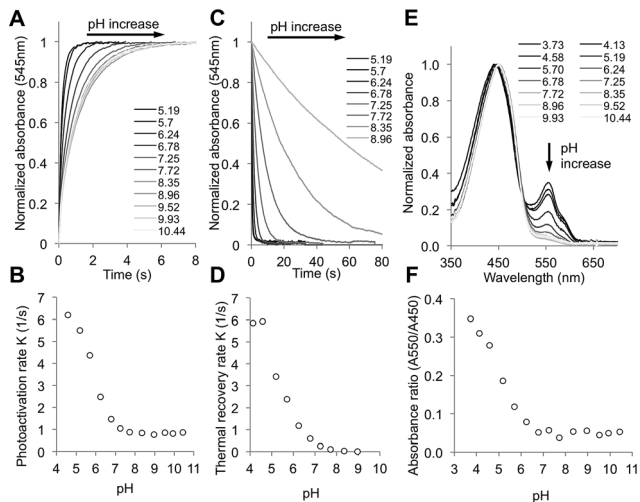 A
pH increase
Normalized absorbance (545nm)
1
0.8
0.6
0.4
0.2
0
5.19
5.7
6.24
6.78
7.25
7.72
8.35
8.96
9.52
9.93
10.44
0 2 4 6 8
Time (s)
C
pH increase
Normalized absorbance (545nm)
1
0.8
0.6
0.4
0.2
0
5.19
5.7
6.24
6.78
7.25
7.72
8.35
8.96
0 20 40 60 80
Time (s)
E
Normalized absorbance
1.0
0.8
0.6
0.4
0.2
0.0
3.73 4.13
4.58 5.19
5.70 6.24
6.78 7.25
7.72 8.35
8.96 9.52
9.93 10.44
pH
increase
350 450 550 650
Wavelength (nm)
B
Photoactivation rate K (1/s)
7
6
5
4
3
2
1
0
4 5 6 7 8 9 10 11
pH
D
Thermal recovery rate K (1/s)
7
6
5
4
3
2
1
0
4 5 6 7 8 9 10 11
pH
F
Absorbance ratio (A550/A450)
0.4
0.3
0.2
0.1
0.0
3 4 5 6 7 8 9 10 11
pH